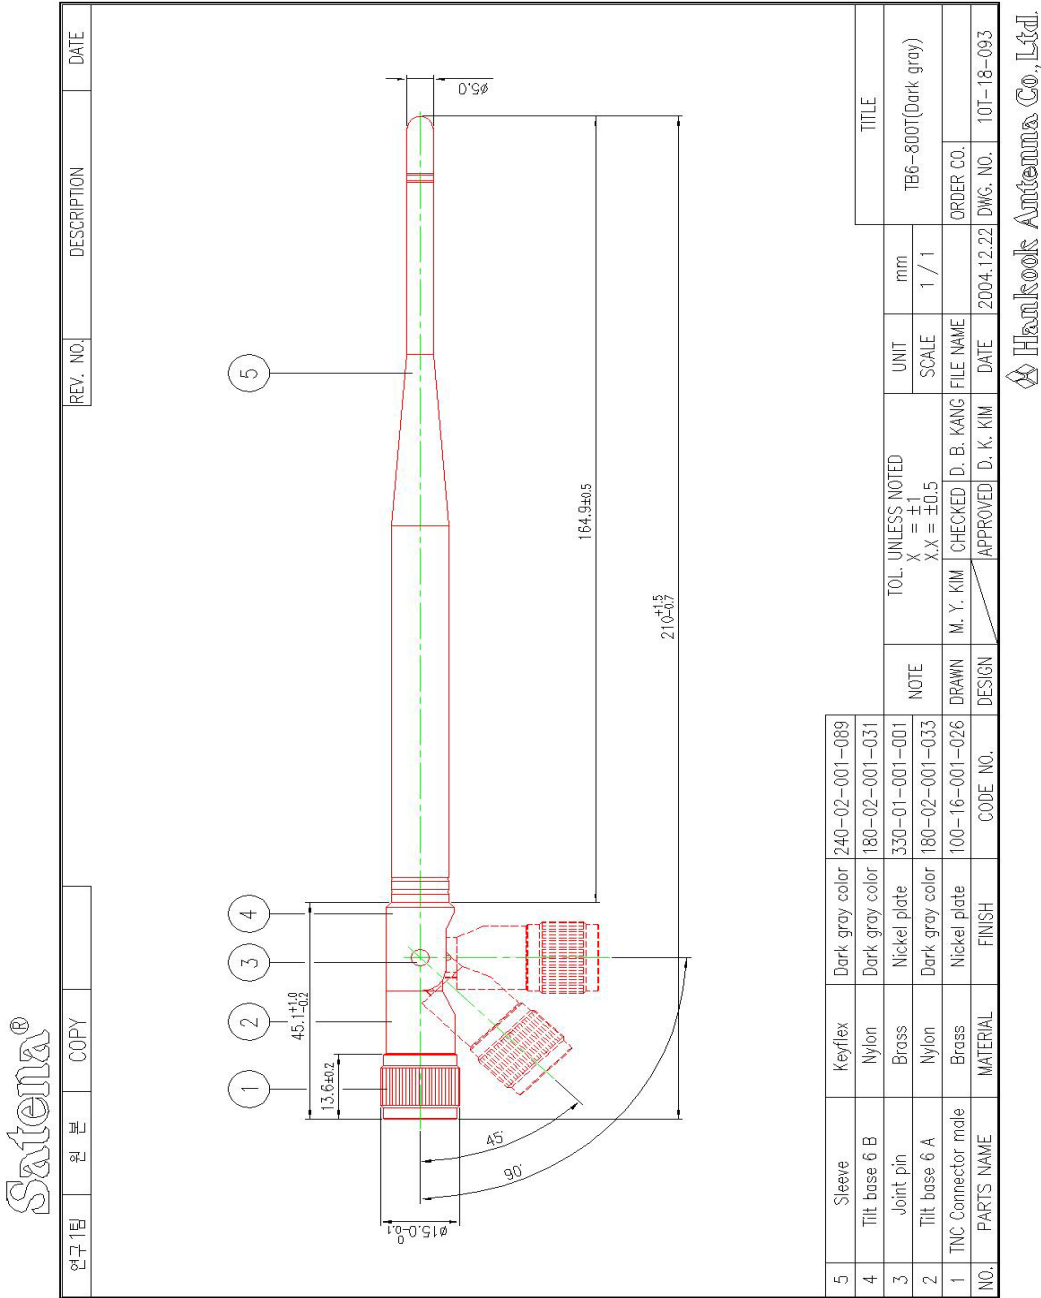 Satena®
연구1팀 원 본 COPY
REV. NO. DESCRIPTION DATE
1
2
3
4
5
13.6±0.2
45.1+1.0-0.2
164.9±0.5
210+1.5-0.7
ø5.0
ø15.0 0-0.1
45°
90°
5 Sleeve Keyflex Dark gray color 240-02-001-089
4 Tilt base 6 B Nylon Dark gray color 180-02-001-031
3 Joint pin Brass Nickel plate 330-01-001-001
2 Tilt base 6 A Nylon Dark gray color 180-02-001-033
1 TNC Connector male Brass Nickel plate 100-16-001-026
NO. PARTS NAME MATERIAL FINISH CODE NO.
NOTE
TOL. UNLESS NOTED
X = ±1
X.X = ±0.5
UNIT mm
SCALE 1 / 1
TITLE
TB6-800T(Dark gray)
DRAWN M. Y. KIM CHECKED D. B. KANG FILE NAME ORDER CO.
DESIGN APPROVED D. K. KIM DATE 2004.12.22 DWG. NO. 10T-18-093
Hankook Antenna Co., Ltd.